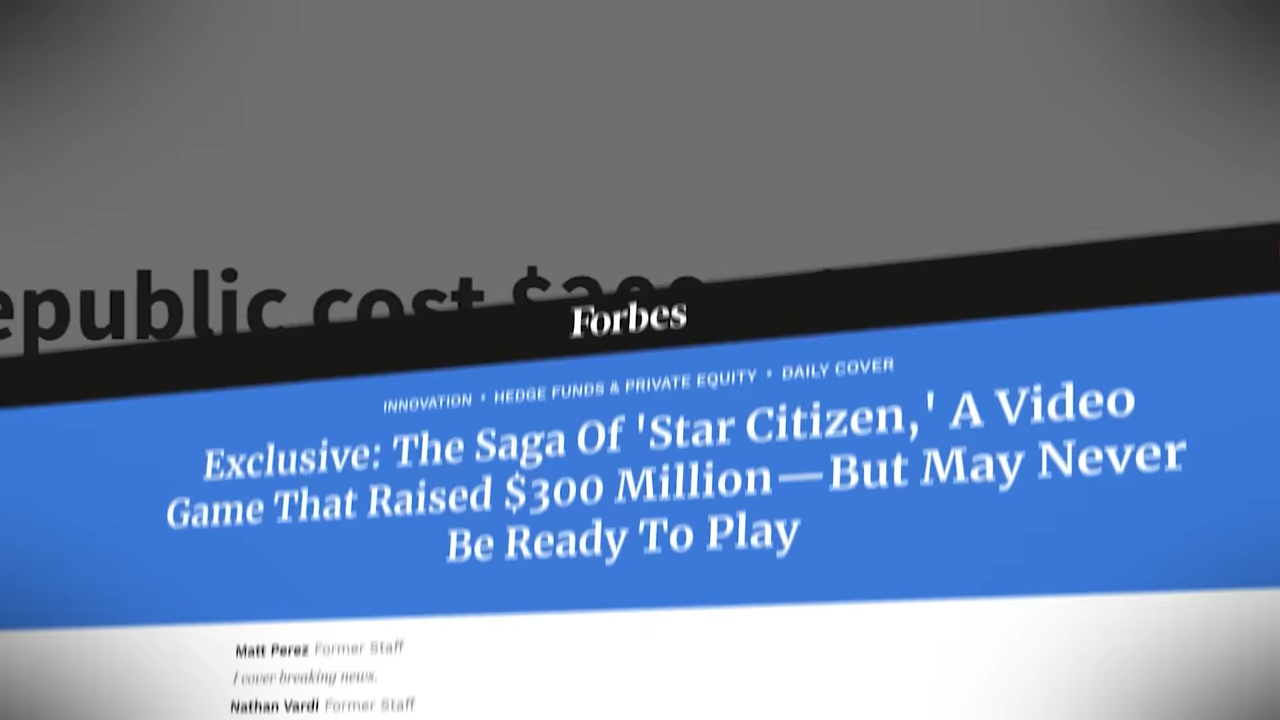 epublic cost
Forbes
INNOVATION • HEDGE FUNDS & PRIVATE EQUITY • DAILY COVER
Exclusive: The Saga Of 'Star Citizen,' A Video
Game That Raised $300 Million—But May Never
Be Ready To Play
Matt Perez Former Staff
I cover breaking news.
Nathan Vardi Former Staff